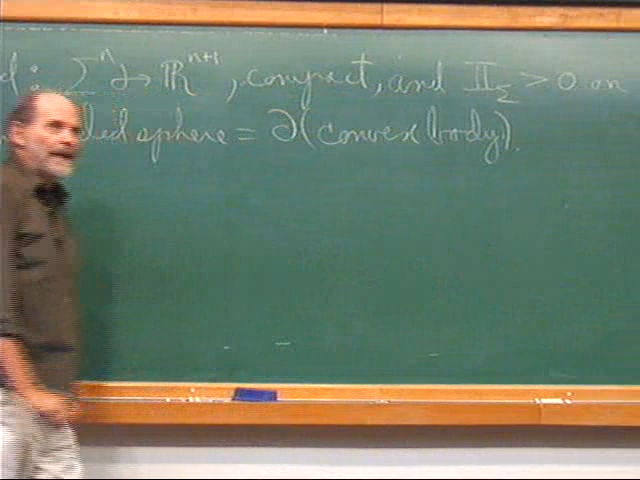 d: Σⁿ ↬ ℝⁿ⁺¹, compact, and II_Σ > 0 on
ded sphere = ∂(convex body).